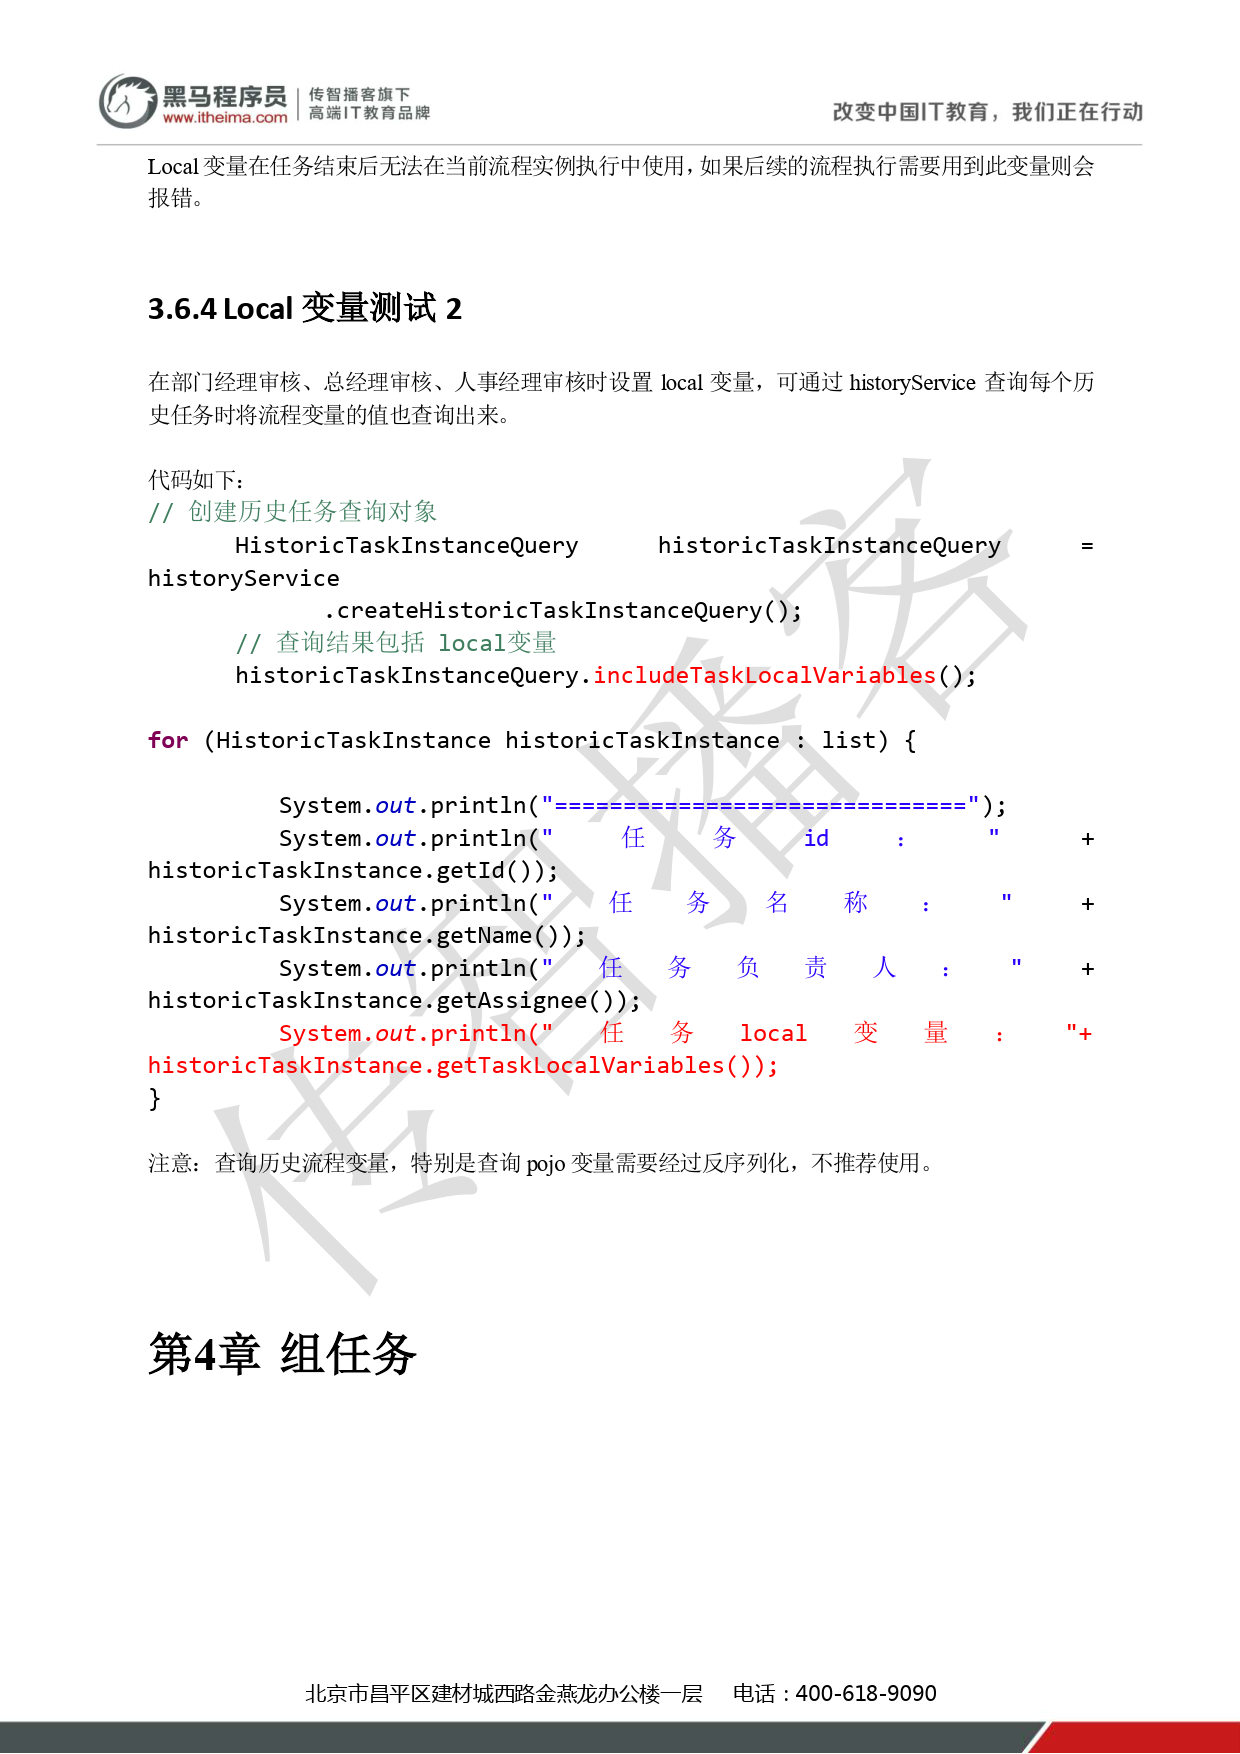 黑马程序员
www.itheima.com
传智播客旗下
高端IT教育品牌
改变中国IT教育，我们正在行动
Local 变量在任务结束后无法在当前流程实例执行中使用，如果后续的流程执行需要用到此变量则会
报错。
3.6.4 Local 变量测试 2
在部门经理审核、总经理审核、人事经理审核时设置 local 变量，可通过 historyService 查询每个历
史任务时将流程变量的值也查询出来。
代码如下：
// 创建历史任务查询对象
HistoricTaskInstanceQuery historicTaskInstanceQuery =
historyService
.createHistoricTaskInstanceQuery();
// 查询结果包括 local变量
historicTaskInstanceQuery.includeTaskLocalVariables();
for (HistoricTaskInstance historicTaskInstance : list) {
System.out.println("==============================");
System.out.println("任务id："+
historicTaskInstance.getId());
System.out.println("任务名称："+
historicTaskInstance.getName());
System.out.println("任务负责人："+
historicTaskInstance.getAssignee());
System.out.println("任务local变量："+
historicTaskInstance.getTaskLocalVariables());
}
注意：查询历史流程变量，特别是查询 pojo 变量需要经过反序列化，不推荐使用。
第4章 组任务
北京市昌平区建材城西路金燕龙办公楼一层 电话：400-618-9090
传智播客